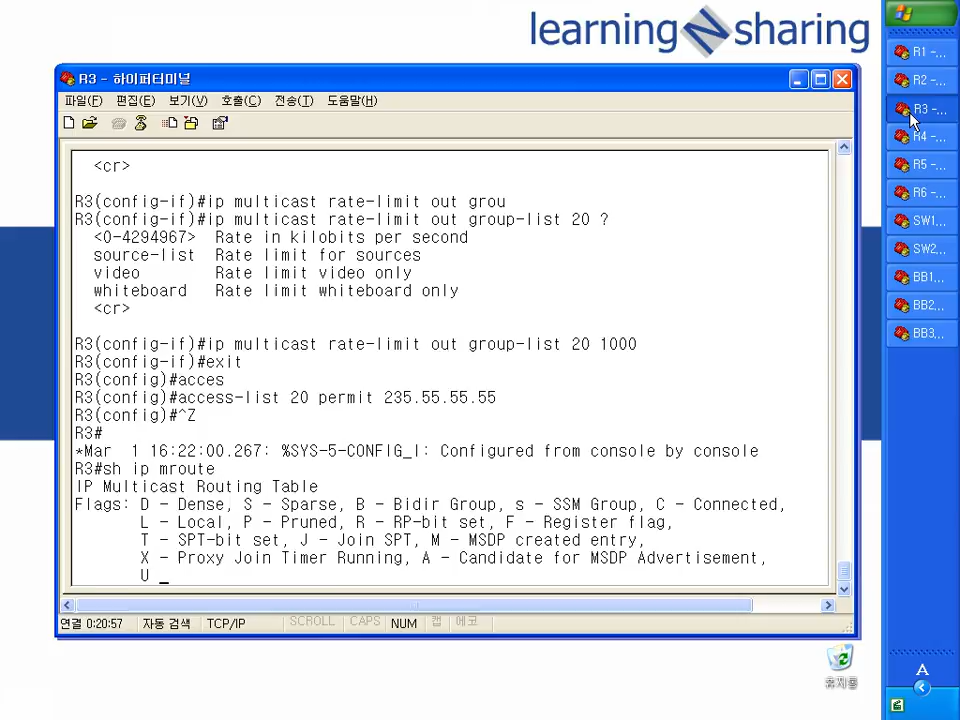 learning N sharing
R3 - 하이퍼터미널
파일(F) 편집(E) 보기(V) 호출(C) 전송(T) 도움말(H)
<cr>
R3(config-if)#ip multicast rate-limit out grou
R3(config-if)#ip multicast rate-limit out group-list 20 ?
<0-4294967> Rate in kilobits per second
source-list Rate limit for sources
video Rate limit video only
whiteboard Rate limit whiteboard only
<cr>
R3(config-if)#ip multicast rate-limit out group-list 20 1000
R3(config-if)#exit
R3(config)#acces
R3(config)#access-list 20 permit 235.55.55.55
R3(config)#^Z
R3#
*Mar 1 16:22:00.267: %SYS-5-CONFIG_I: Configured from console by console
R3#sh ip mroute
IP Multicast Routing Table
Flags: D - Dense, S - Sparse, B - Bidir Group, s - SSM Group, C - Connected,
L - Local, P - Pruned, R - RP-bit set, F - Register flag,
T - SPT-bit set, J - Join SPT, M - MSDP created entry,
X - Proxy Join Timer Running, A - Candidate for MSDP Advertisement,
U _
연결 0:20:57 자동 검색 TCP/IP SCROLL CAPS NUM 캡 에코
휴지통
R1 -...
R2 -...
R3 -...
R4 -...
R5 -...
R6 -...
SW1...
SW2...
BB1...
BB2...
BB3...
A